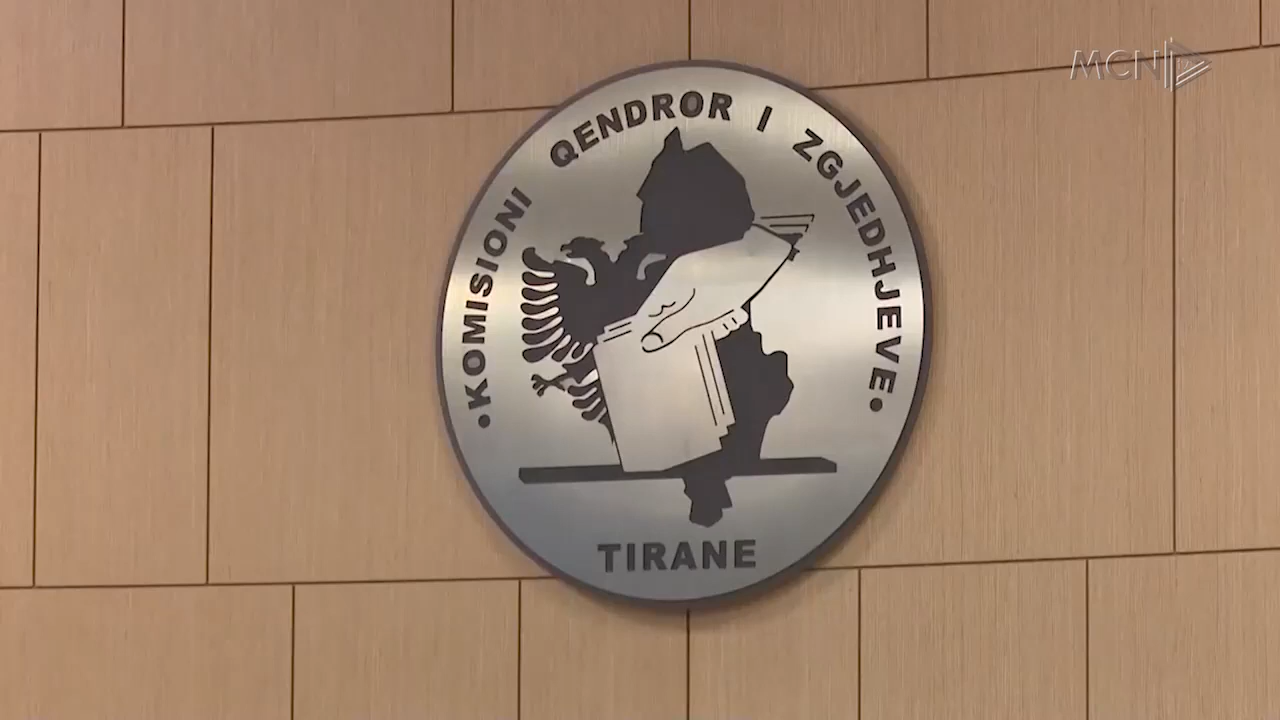 MCN
•KOMISIONI QENDROR I ZGJEDHJEVE•
TIRANE